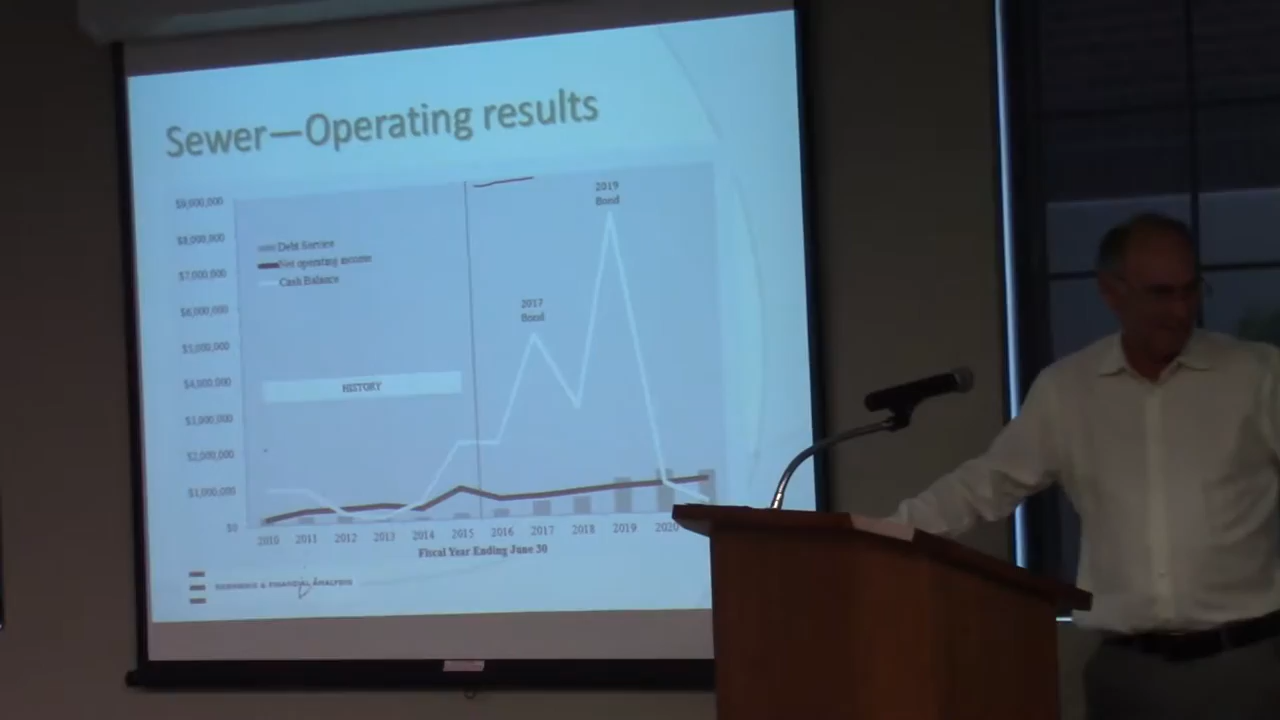 Sewer—Operating results
$9,000,000
$8,000,000
$7,000,000
$6,000,000
$5,000,000
$4,000,000
$3,000,000
$2,000,000
$1,000,000
$0
Debt Service
Net operating income
Cash Balance
HISTORY
2017
Bond
2019
Bond
2010 2011 2012 2013 2014 2015 2016 2017 2018 2019 2020
Fiscal Year Ending June 30
ECONOMIC & FINANCIAL ANALYSIS